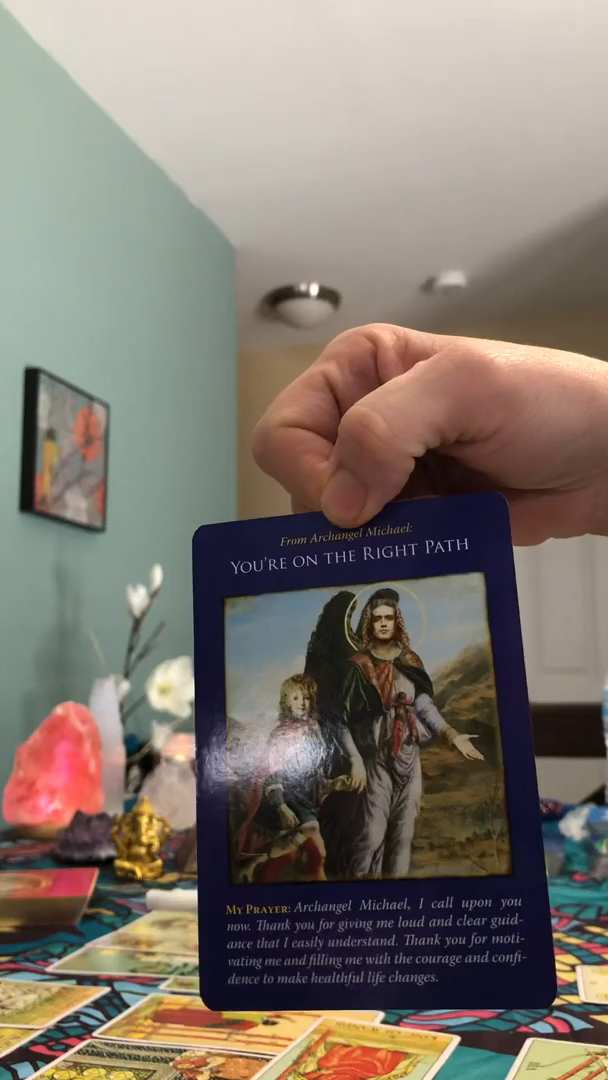 From Archangel Michael:
YOU'RE ON THE RIGHT PATH
MY PRAYER: Archangel Michael, I call upon you
now. Thank you for giving me loud and clear guid-
ance that I easily understand. Thank you for moti-
vating me and filling me with the courage and confi-
dence to make healthful life changes.